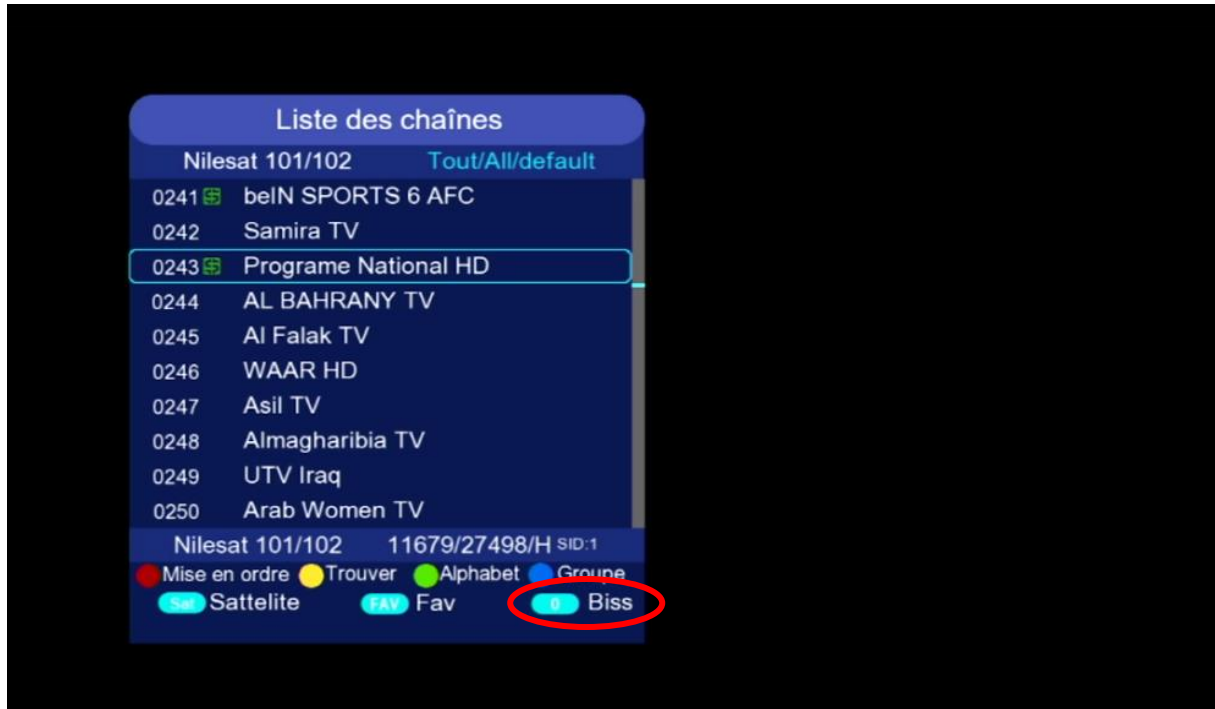 Liste des chaînes
Nilesat 101/102 Tout/All/default
0241 beIN SPORTS 6 AFC
0242 Samira TV
0243 Programe National HD
0244 AL BAHRANY TV
0245 Al Falak TV
0246 WAAR HD
0247 Asil TV
0248 Almagharibia TV
0249 UTV Iraq
0250 Arab Women TV
Nilesat 101/102 11679/27498/H SID:1
Mise en ordre Trouver Alphabet Groupe
Sat Sattelite FAV Fav 0 Biss